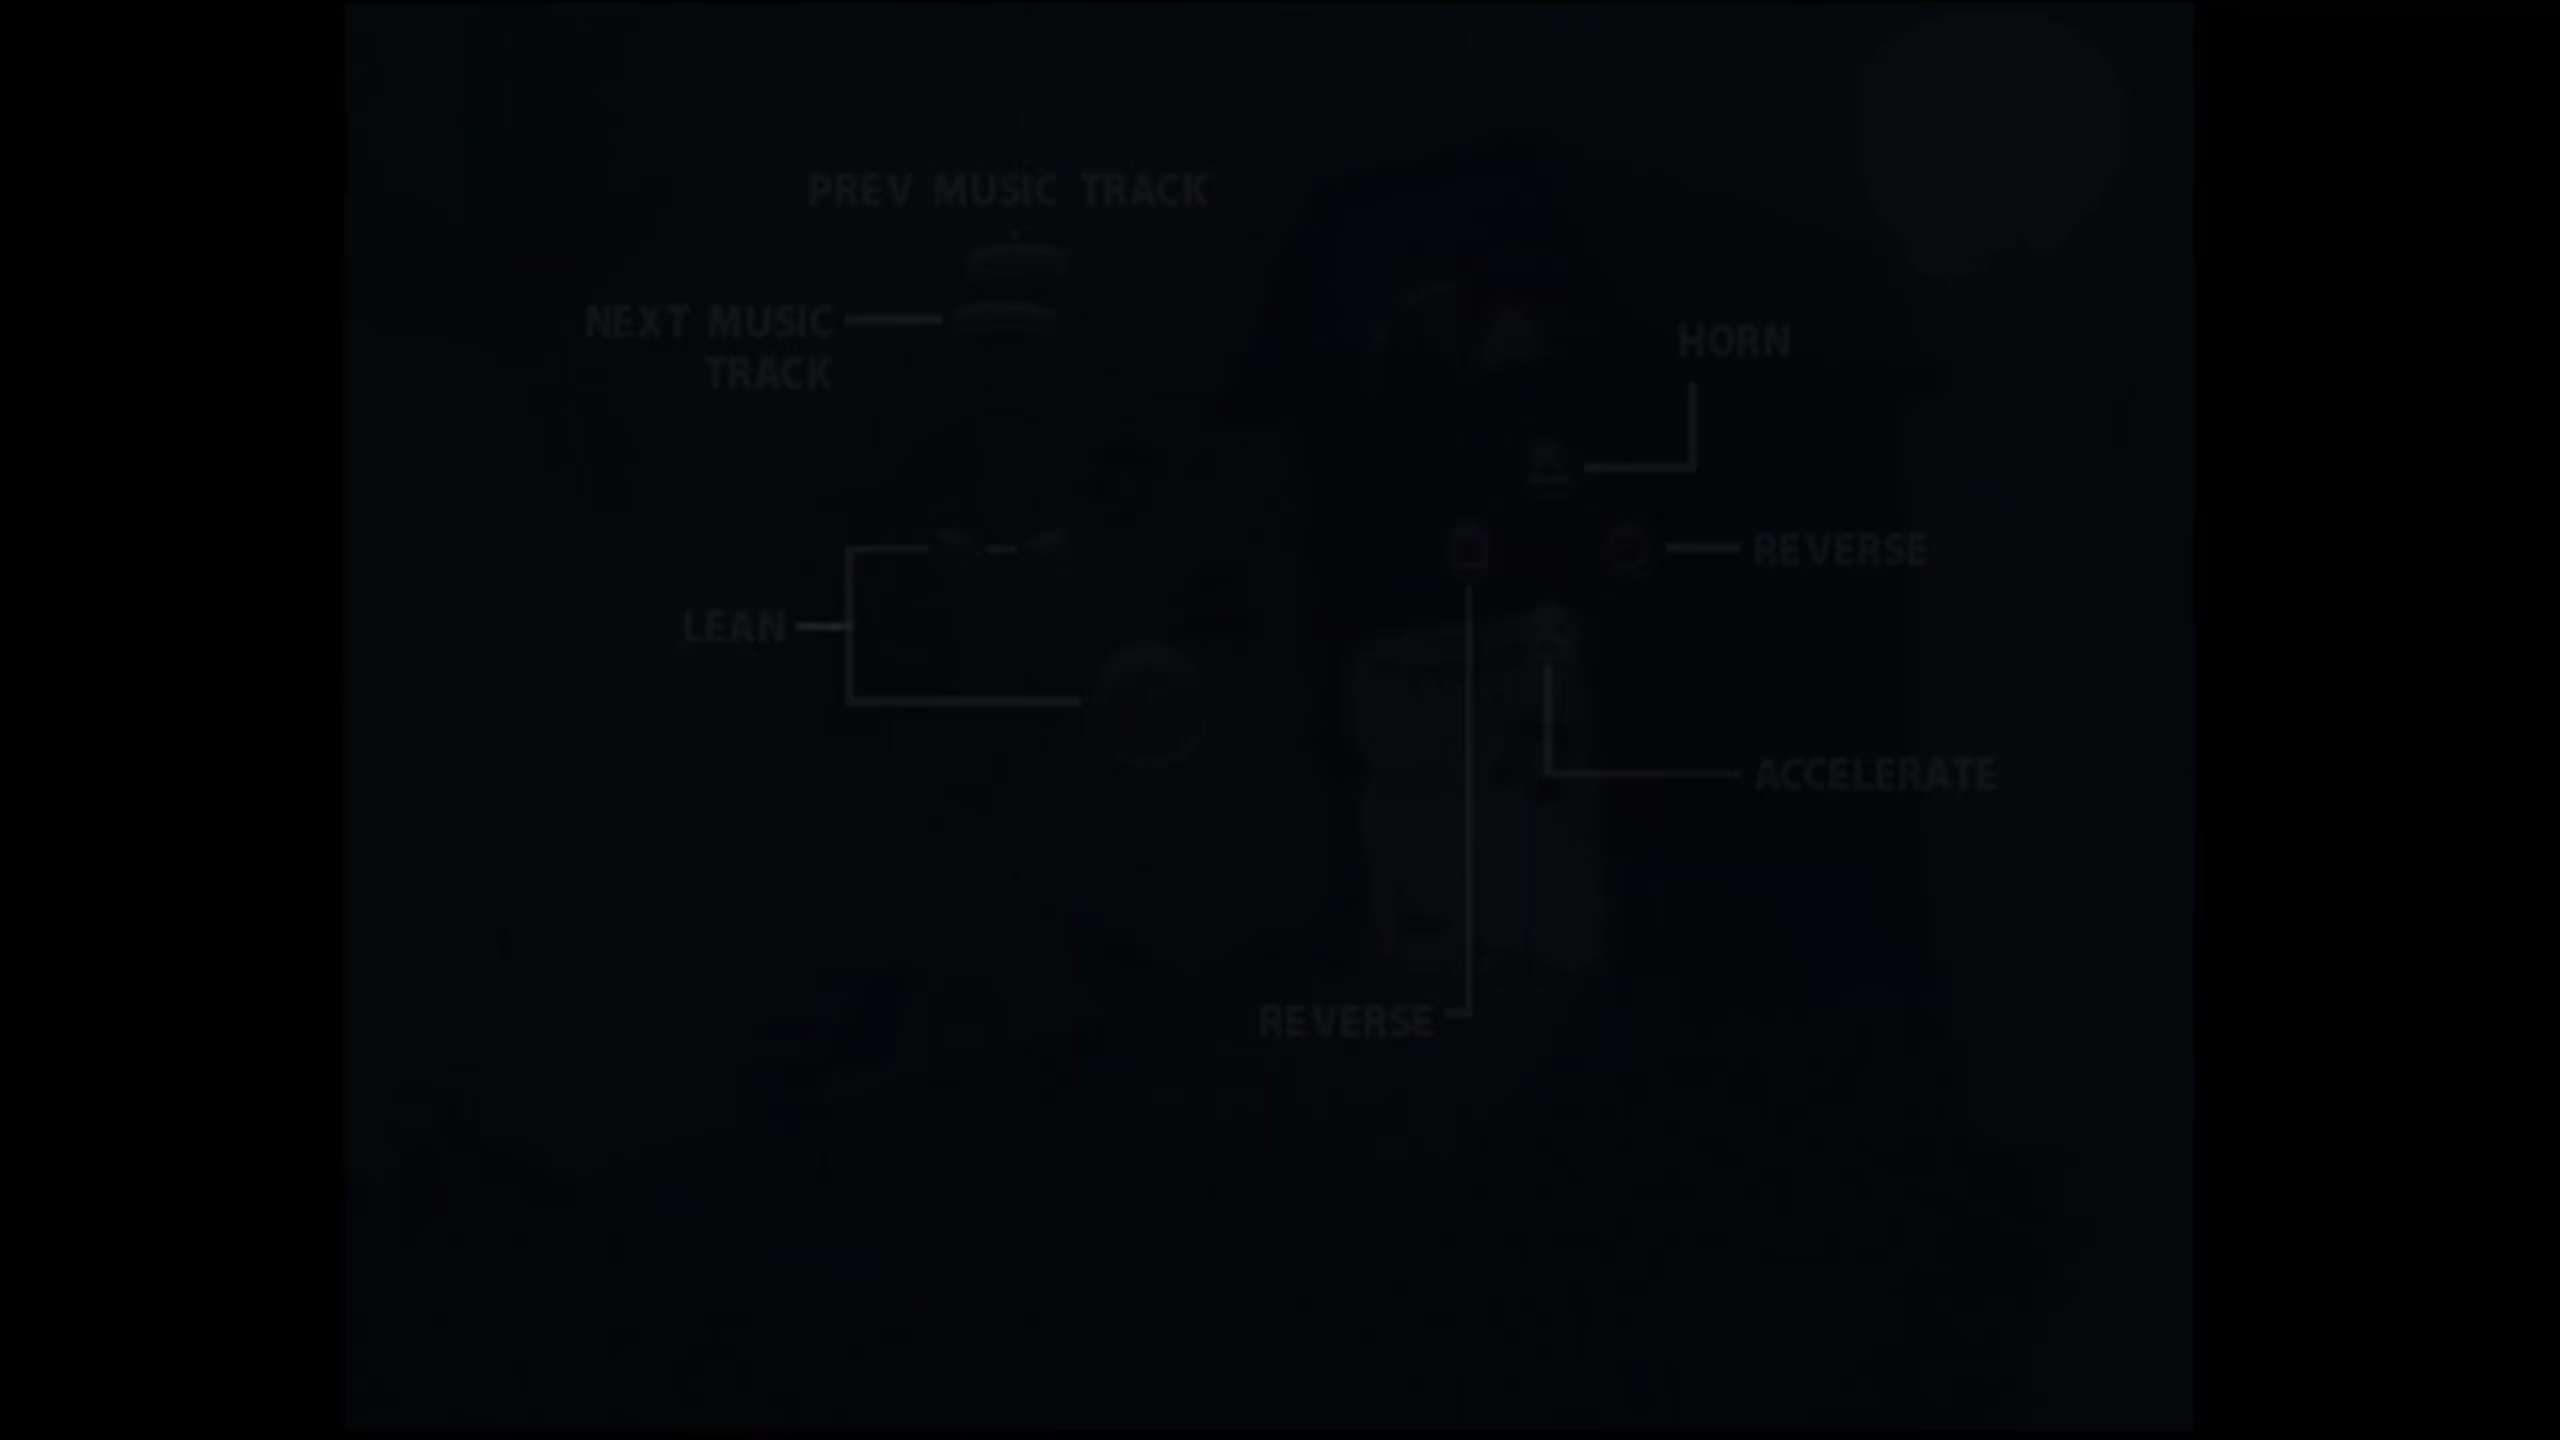 PREV MUSIC TRACK
NEXT MUSIC
TRACK
HORN
REVERSE
LEAN
ACCELERATE
REVERSE